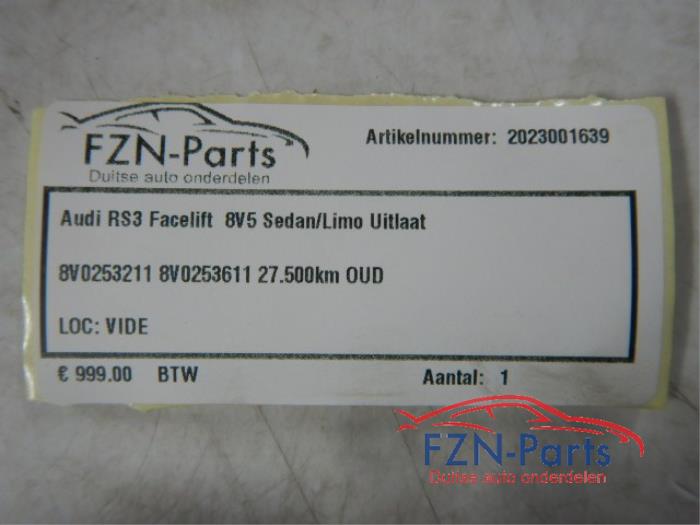 FZN-Parts
Duitse auto onderdelen
Artikelnummer: 2023001639
Audi RS3 Facelift 8V5 Sedan/Limo Uitlaat
8V0253211 8V0253611 27.500km OUD
LOC: VIDE
€ 999.00 BTW
Aantal: 1
FZN-Parts
Duitse auto onderdelen